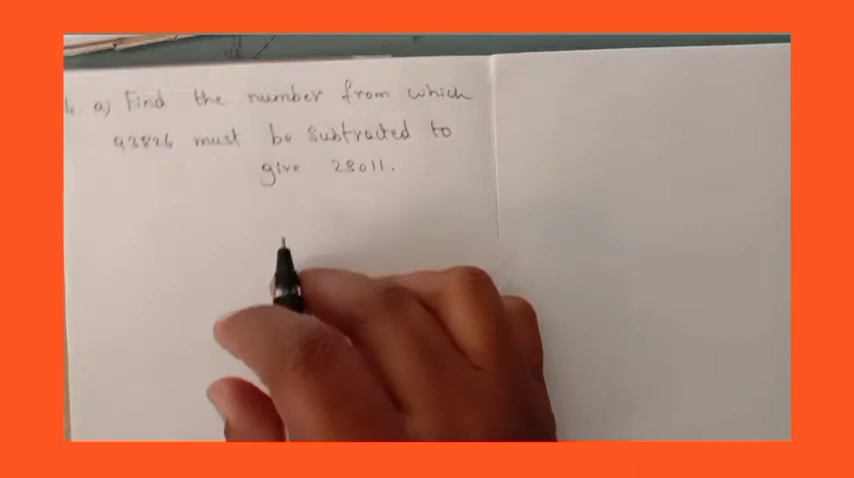 a) Find the number from which
93826 must be subtracted to
give 28011.